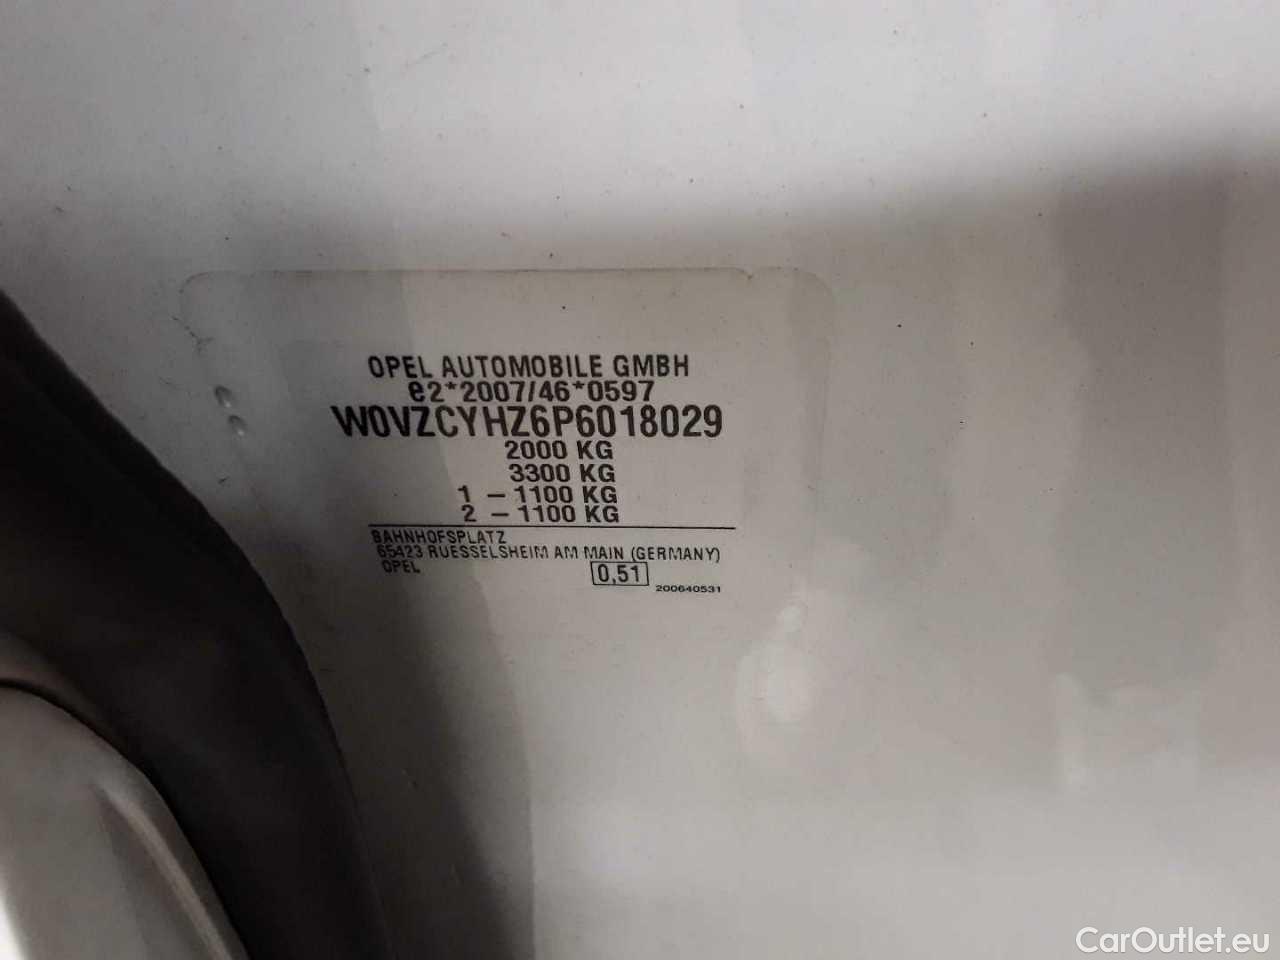 OPEL AUTOMOBILE GMBH
e2*2007/46*0597
W0VZCYHZ6P6018029
2000 KG
3300 KG
1 - 1100 KG
2 - 1100 KG
BAHNHOFSPLATZ
65423 RUESSELSHEIM AM MAIN (GERMANY)
OPEL 0,51
200640531
CarOutlet.eu